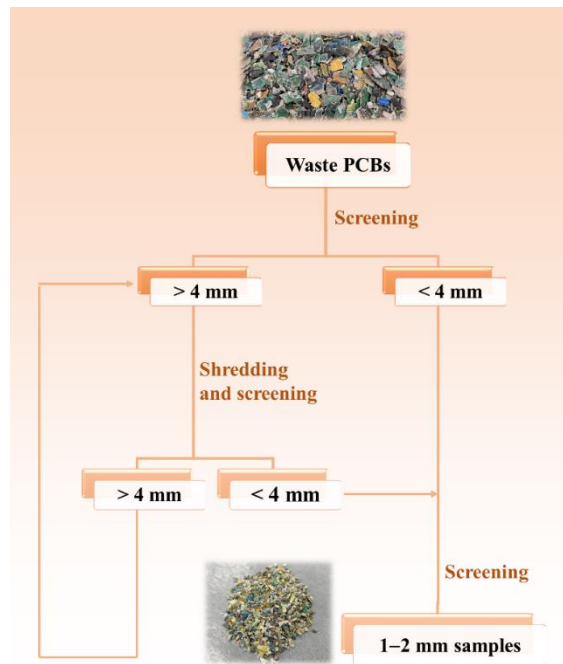 Waste PCBs
Screening
> 4 mm
< 4 mm
Shredding
and screening
> 4 mm
< 4 mm
Screening
1–2 mm samples